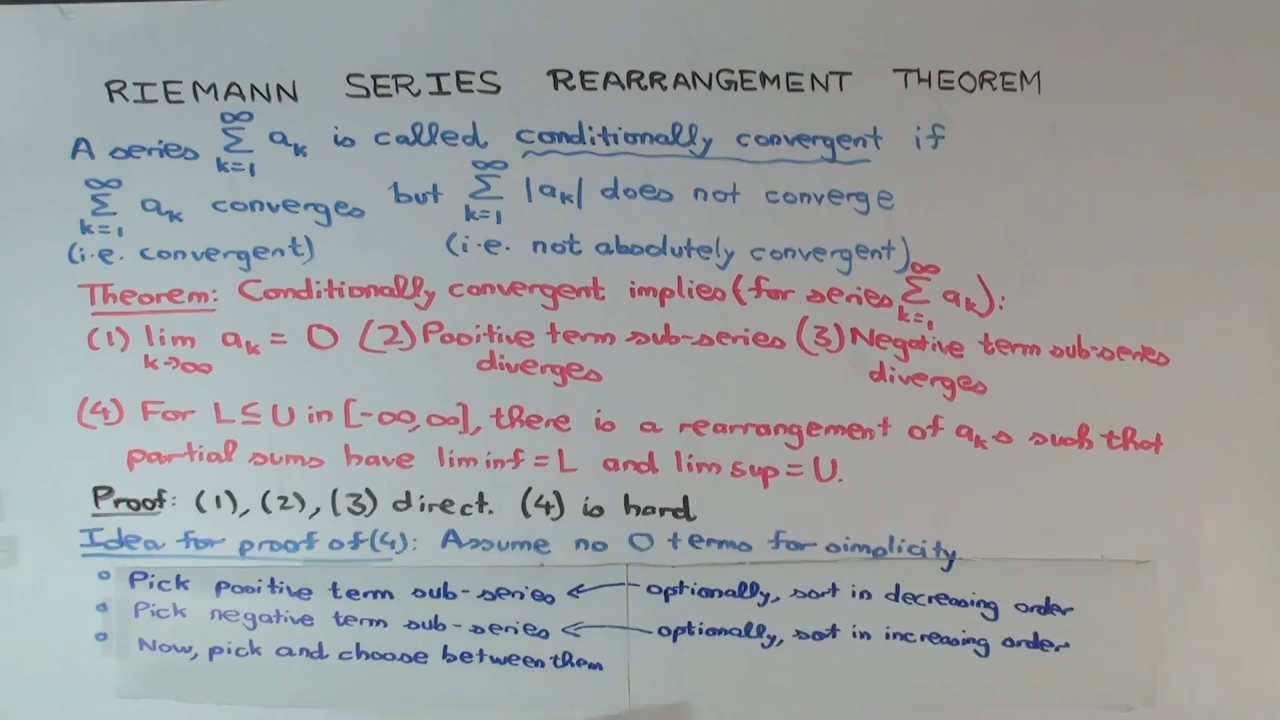 RIEMANN SERIES REARRANGEMENT THEOREM
A series ∑_{k=1}^{∞} a_k is called conditionally convergent if
∑_{k=1}^{∞} a_k converges but ∑_{k=1}^{∞} |a_k| does not converge
(i.e. convergent) (i.e. not absolutely convergent)
Theorem: Conditionally convergent implies (for series ∑_{k=1}^{∞} a_k):
(1) lim_{k→∞} a_k = 0 (2) Positive term sub-series diverges (3) Negative term sub-series diverges
(4) For L ≤ U in [-∞,∞], there is a rearrangement of a_k s such that
partial sums have lim inf = L and lim sup = U.
Proof: (1), (2), (3) direct. (4) is hard
Idea for proof of (4): Assume no 0 terms for simplicity
° Pick positive term sub-series ← optionally, sort in decreasing order
° Pick negative term sub-series ← optionally, sort in increasing order
° Now, pick and choose between them